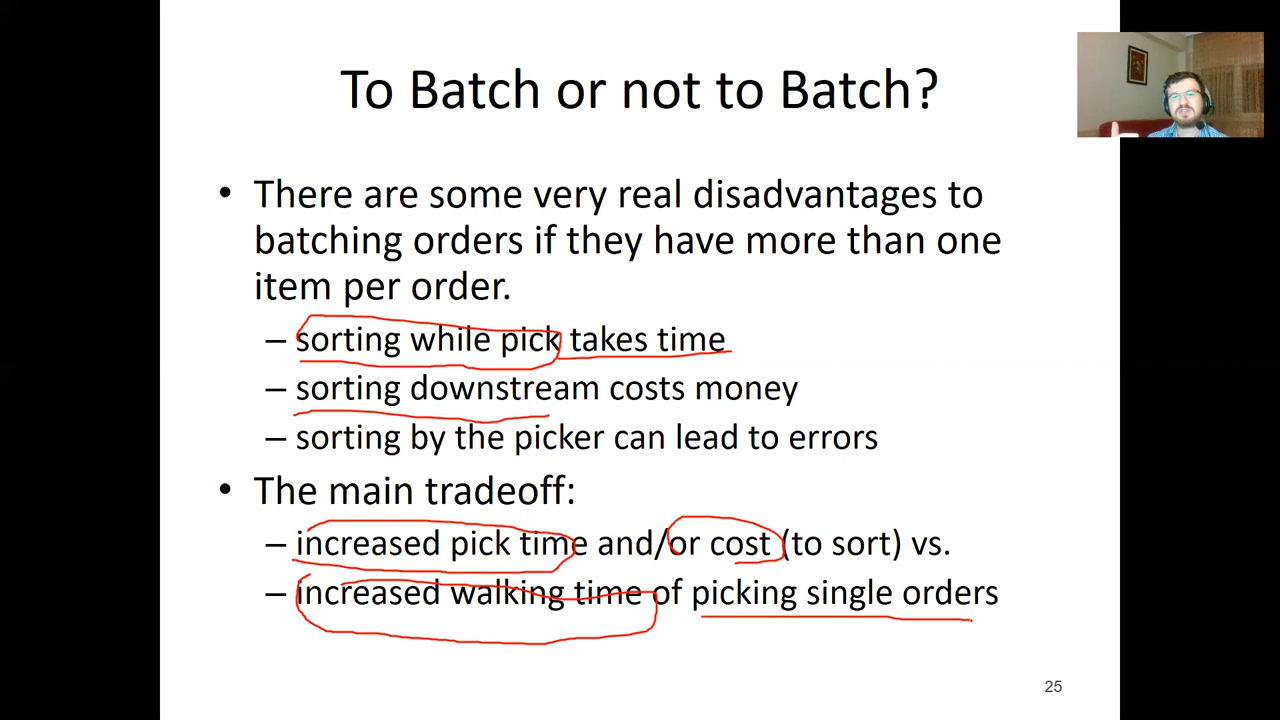 To Batch or not to Batch?
• There are some very real disadvantages to
batching orders if they have more than one
item per order.
– sorting while pick takes time
– sorting downstream costs money
– sorting by the picker can lead to errors
• The main tradeoff:
– increased pick time and/or cost (to sort) vs.
– increased walking time of picking single orders
25